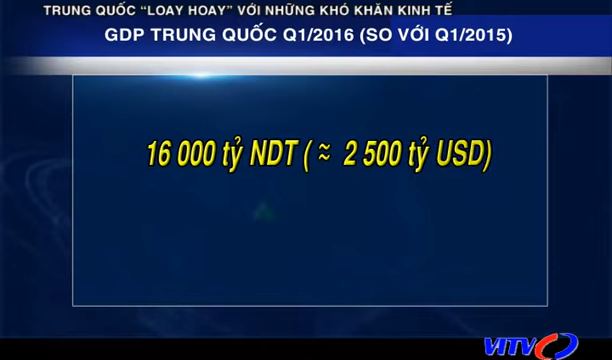 TRUNG QUỐC “LOAY HOAY” VỚI NHỮNG KHÓ KHĂN KINH TẾ
GDP TRUNG QUỐC Q1/2016 (SO VỚI Q1/2015)
16 000 tỷ NDT ( ≈ 2 500 tỷ USD)
VITV